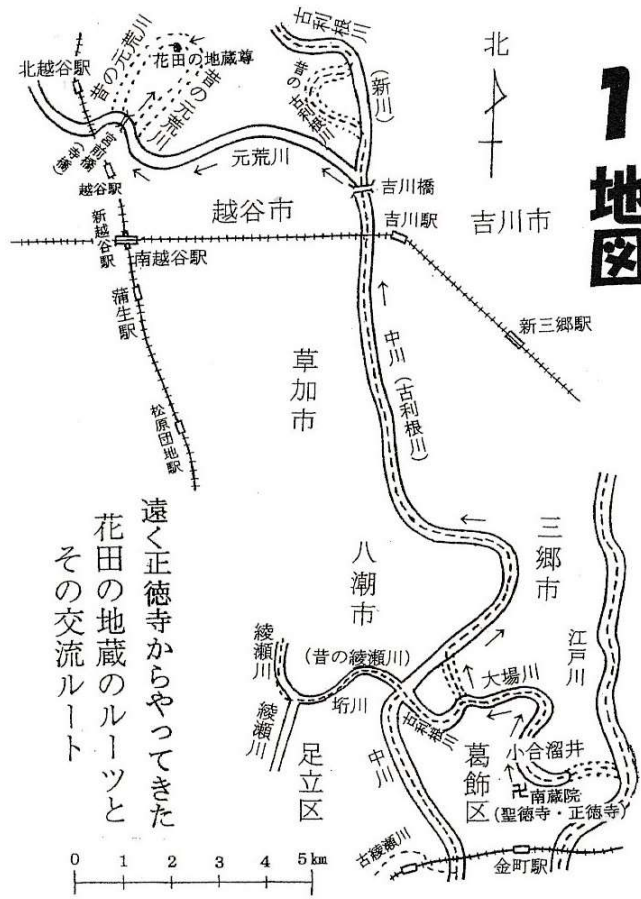 1 地図
北
古利根川
(新川)
昔の古利根川
昔の元荒川
花田の地蔵尊
昔の元荒川
北越谷駅
宮前橋
(寺橋)
元荒川
吉川橋
越谷駅
越谷市
吉川駅
吉川市
新越谷駅
南越谷駅
蒲生駅
新三郷駅
中川(古利根川)
草加市
松原団地駅
遠く正徳寺からやってきた
花田の地蔵のルーツと
その交流ルート
三郷市
八潮市
江戸川
綾瀬川
(昔の綾瀬川)
大場川
垳川
古利根川
綾瀬川
小合溜井
足立区
中川
葛飾区
卍南蔵院
(聖徳寺・正徳寺)
古綾瀬川
金町駅
0 1 2 3 4 5km